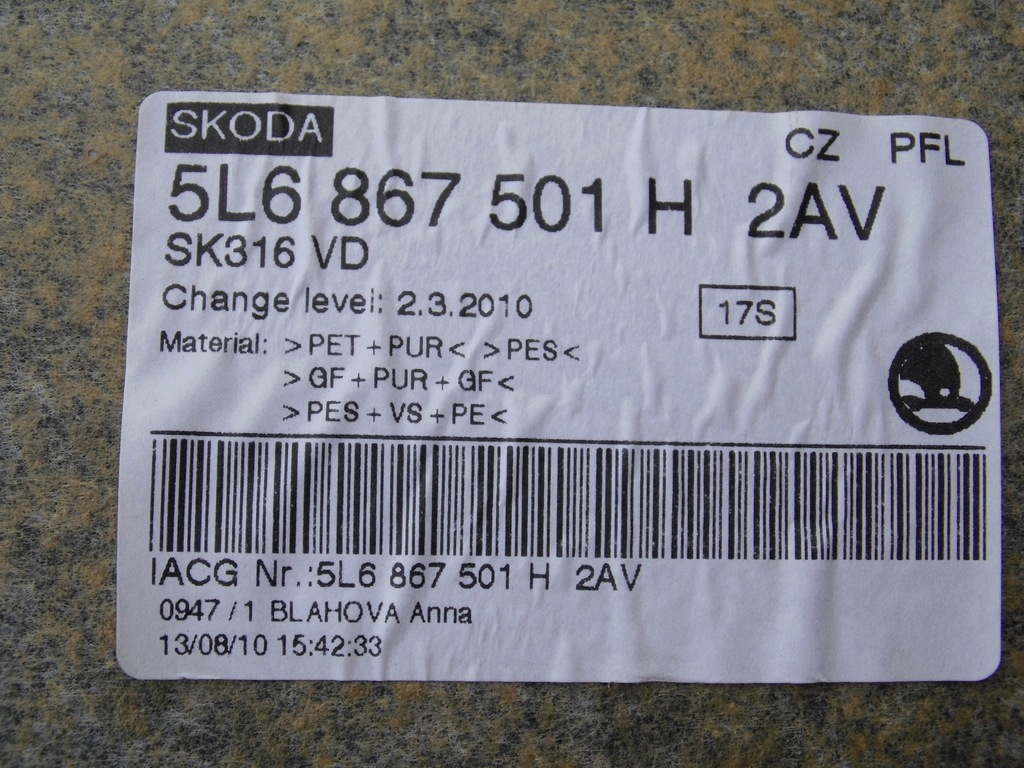 SKODA
CZ PFL
5L6 867 501 H 2AV
SK316 VD
Change level: 2.3.2010
17S
Material: >PET+PUR< >PES<
>GF+PUR+GF<
>PES+VS+PE<
IACG Nr.:5L6 867 501 H 2AV
0947/1 BLAHOVA Anna
13/08/10 15:42:33